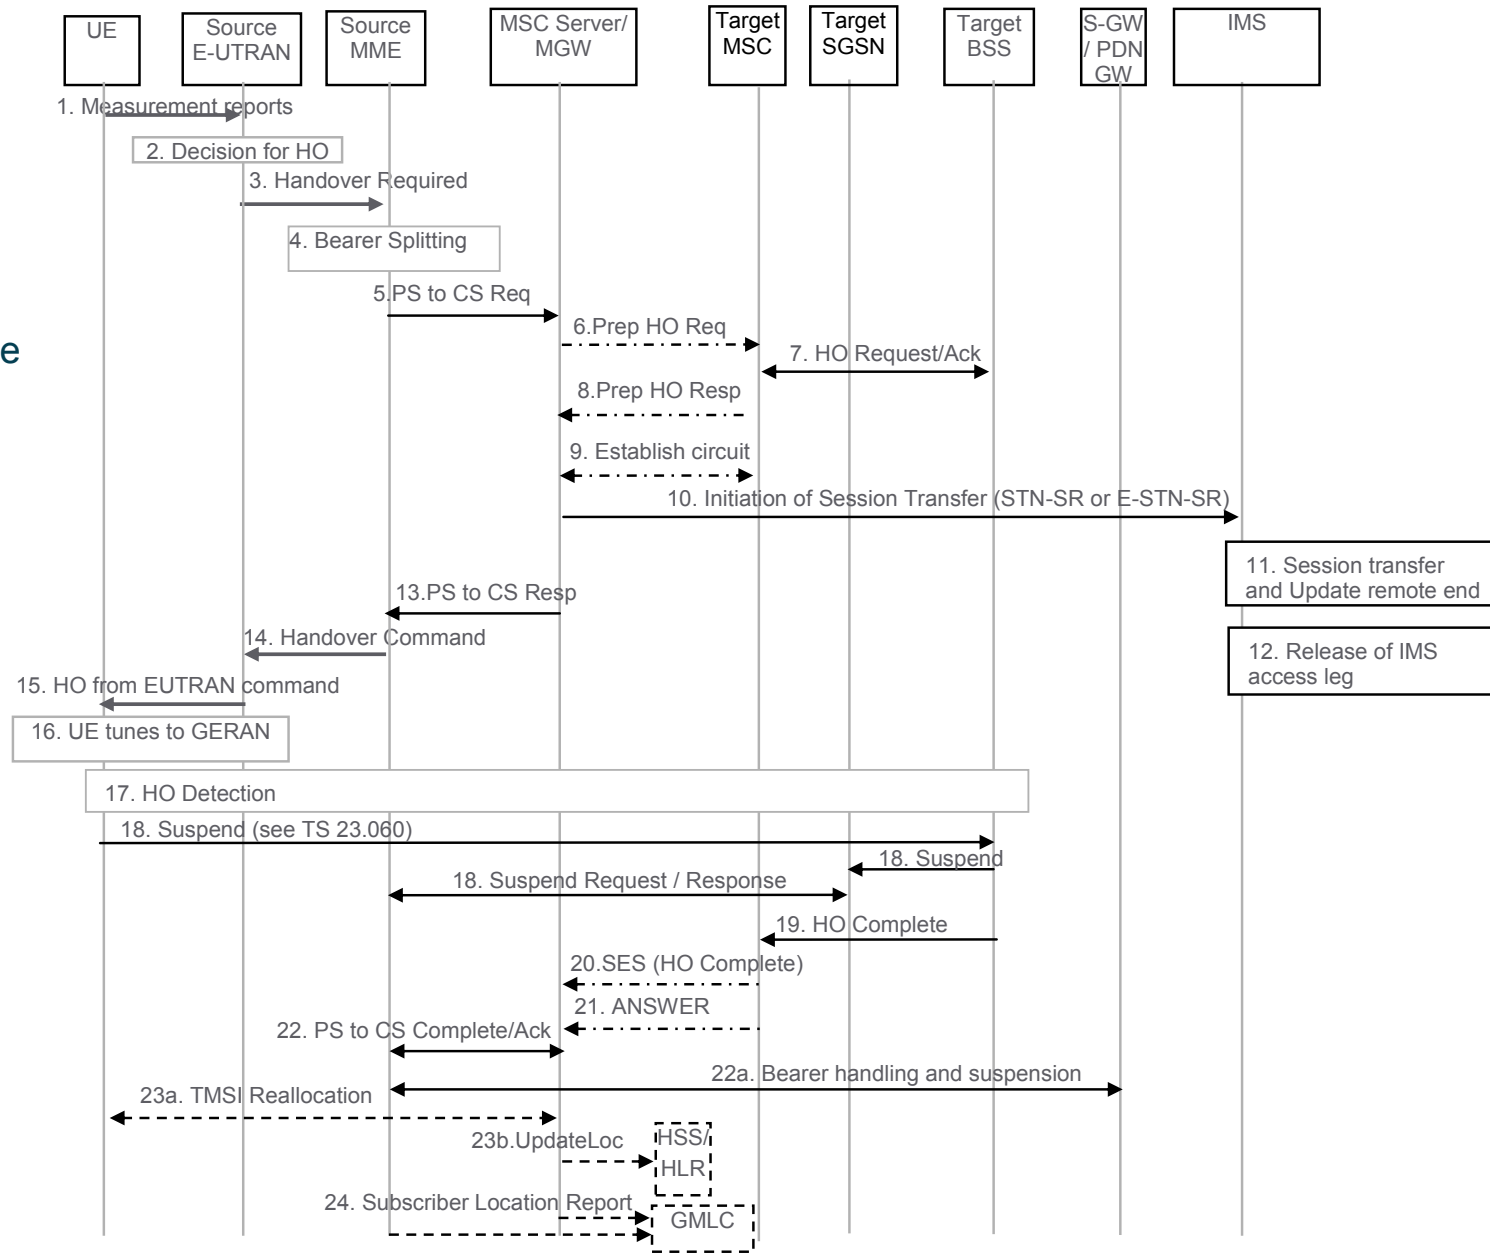 UE
Source
E-UTRAN
Source
MME
MSC Server/
MGW
Target
MSC
Target
SGSN
Target
BSS
S-GW
/ PDN
GW
IMS
1. Measurement reports
2. Decision for HO
3. Handover Required
4. Bearer Splitting
5.PS to CS Req
6.Prep HO Req
e
7. HO Request/Ack
8.Prep HO Resp
9. Establish circuit
10. Initiation of Session Transfer (STN-SR or E-STN-SR)
11. Session transfer
and Update remote end
13.PS to CS Resp
14. Handover Command
12. Release of IMS
access leg
15. HO from EUTRAN command
16. UE tunes to GERAN
17. HO Detection
18. Suspend (see TS 23.060)
18. Suspend
18. Suspend Request / Response
19. HO Complete
20.SES (HO Complete)
21. ANSWER
22. PS to CS Complete/Ack
22a. Bearer handling and suspension
23a. TMSI Reallocation
23b.UpdateLoc
HSS/
HLR
24. Subscriber Location Report
GMLC